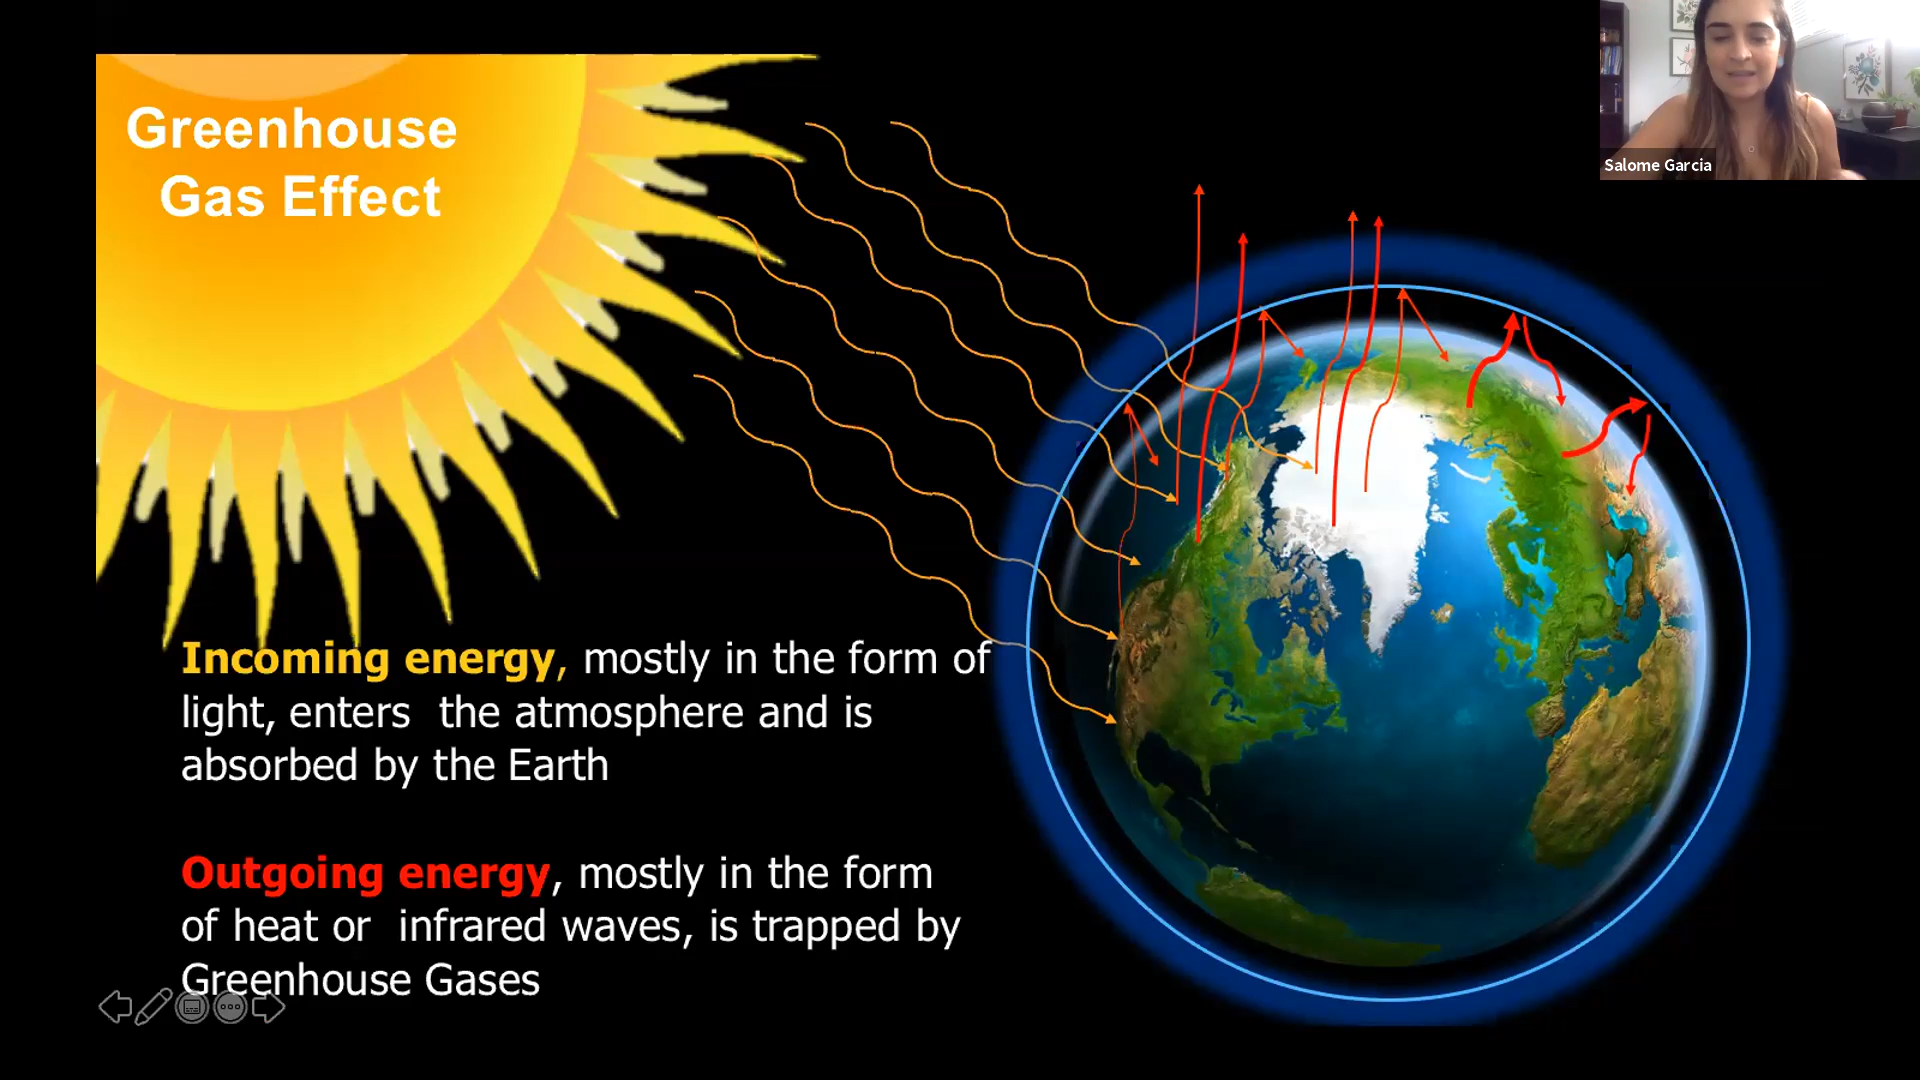 Greenhouse
Gas Effect
Salome Garcia
Incoming energy, mostly in the form of
light, enters  the atmosphere and is
absorbed by the Earth
Outgoing energy, mostly in the form
of heat or  infrared waves, is trapped by
Greenhouse Gases